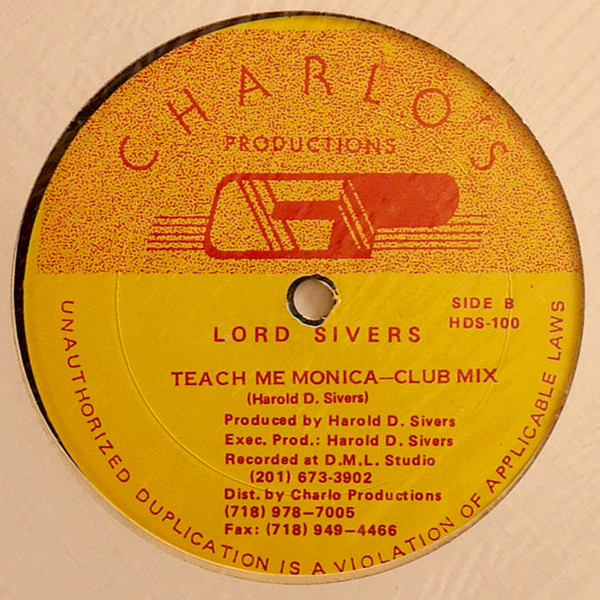 CHARLO'S
PRODUCTIONS
SIDE B
HDS-100
LORD SIVERS
TEACH ME MONICA—CLUB MIX
(Harold D. Sivers)
Produced by Harold D. Sivers
Exec. Prod.: Harold D. Sivers
Recorded at D.M.L. Studio
(201) 673-3902
Dist. by Charlo Productions
(718) 978-7005
Fax: (718) 949-4466
UNAUTHORIZED DUPLICATION IS A VIOLATION OF APPLICABLE LAWS